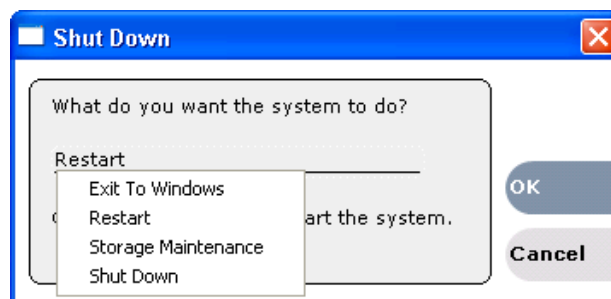 Shut Down
What do you want the system to do?
Restart
Exit To Windows
Restart
art the system.
Storage Maintenance
Shut Down
OK
Cancel